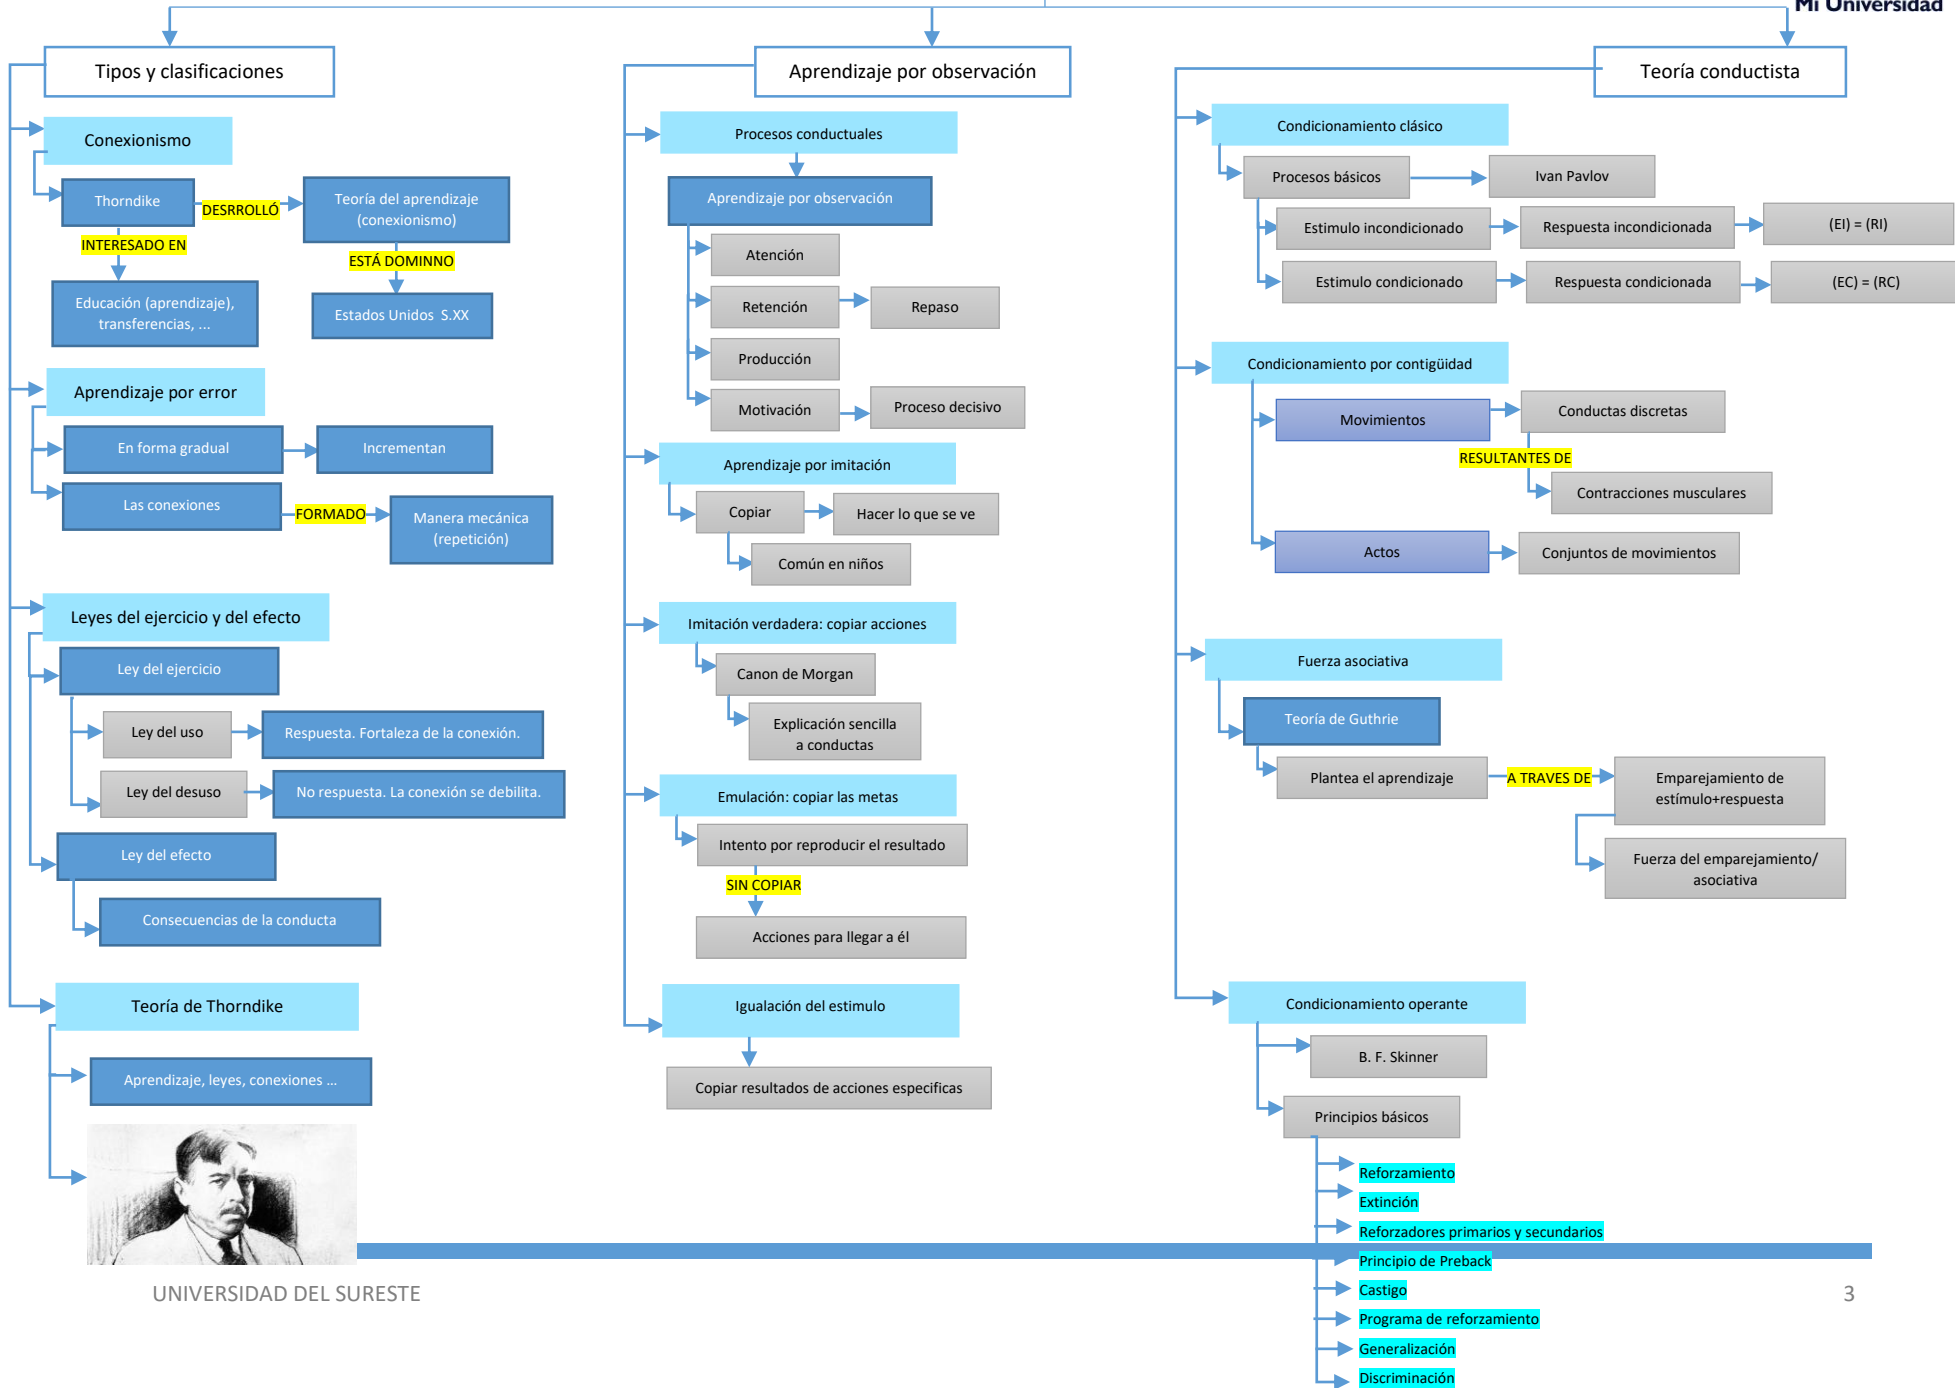 Mi Universidad
Tipos y clasificaciones
Conexionismo
Thorndike
DESRROLLÓ
Teoría del aprendizaje
(conexionismo)
INTERESADO EN
ESTÁ DOMINNO
Educación (aprendizaje),
transferencias, ...
Estados Unidos S.XX
Aprendizaje por error
En forma gradual
Incrementan
Las conexiones
FORMADO
Manera mecánica
(repetición)
Leyes del ejercicio y del efecto
Ley del ejercicio
Ley del uso
Respuesta. Fortaleza de la conexión.
Ley del desuso
No respuesta. La conexión se debilita.
Ley del efecto
Consecuencias de la conducta
Teoría de Thorndike
Aprendizaje, leyes, conexiones ...
Aprendizaje por observación
Procesos conductuales
Aprendizaje por observación
Atención
Retención
Repaso
Producción
Motivación
Proceso decisivo
Aprendizaje por imitación
Copiar
Hacer lo que se ve
Común en niños
Imitación verdadera: copiar acciones
Canon de Morgan
Explicación sencilla
a conductas
Emulación: copiar las metas
Intento por reproducir el resultado
SIN COPIAR
Acciones para llegar a él
Igualación del estimulo
Copiar resultados de acciones especificas
Teoría conductista
Condicionamiento clásico
Procesos básicos
Ivan Pavlov
Estimulo incondicionado
Respuesta incondicionada
(EI) = (RI)
Estimulo condicionado
Respuesta condicionada
(EC) = (RC)
Condicionamiento por contigüidad
Movimientos
Conductas discretas
RESULTANTES DE
Contracciones musculares
Actos
Conjuntos de movimientos
Fuerza asociativa
Teoría de Guthrie
Plantea el aprendizaje
A TRAVES DE
Emparejamiento de
estímulo+respuesta
Fuerza del emparejamiento/
asociativa
Condicionamiento operante
B. F. Skinner
Principios básicos
Reforzamiento
Extinción
Reforzadores primarios y secundarios
Principio de Preback
Castigo
Programa de reforzamiento
Generalización
Discriminación
UNIVERSIDAD DEL SURESTE
3